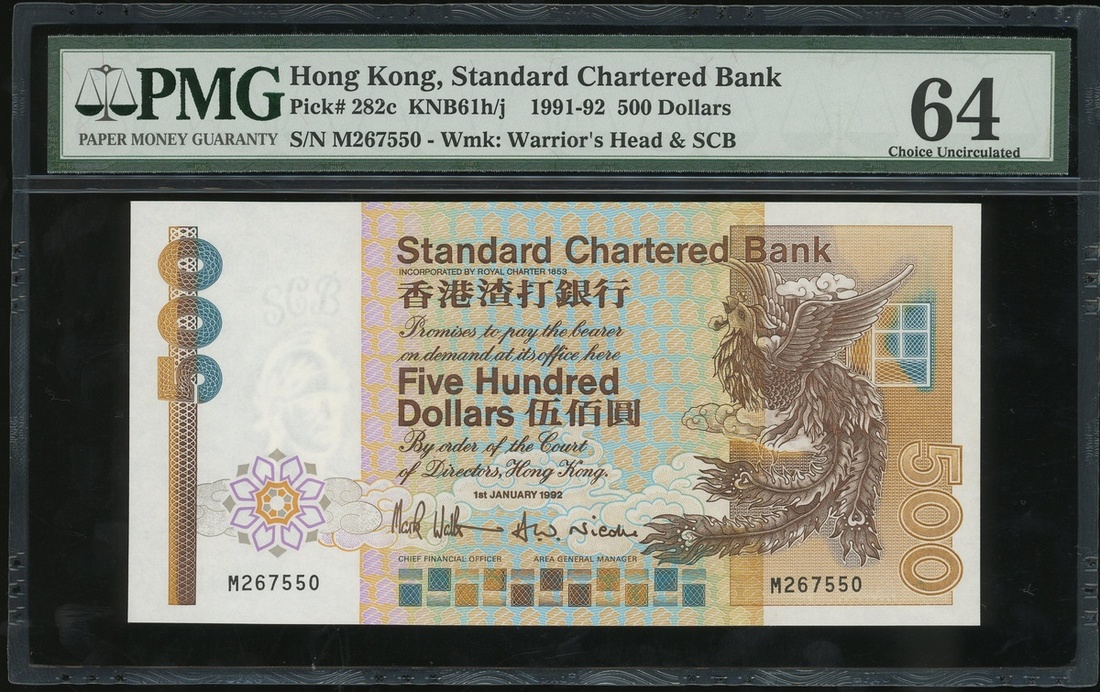 PMG
PAPER MONEY GUARANTY
Hong Kong, Standard Chartered Bank
Pick# 282c KNB61h/j 1991-92 500 Dollars
S/N M267550 - Wmk: Warrior's Head & SCB
64
Choice Uncirculated
500
SCB
Standard Chartered Bank
INCORPORATED BY ROYAL CHARTER 1853
香港渣打銀行
Promises to pay the bearer
on demand at its office here
Five Hundred
Dollars 伍佰圓
By order of the Court
of Directors, Hong Kong.
1st JANUARY 1992
CHIEF FINANCIAL OFFICER AREA GENERAL MANAGER
M267550
M267550
500